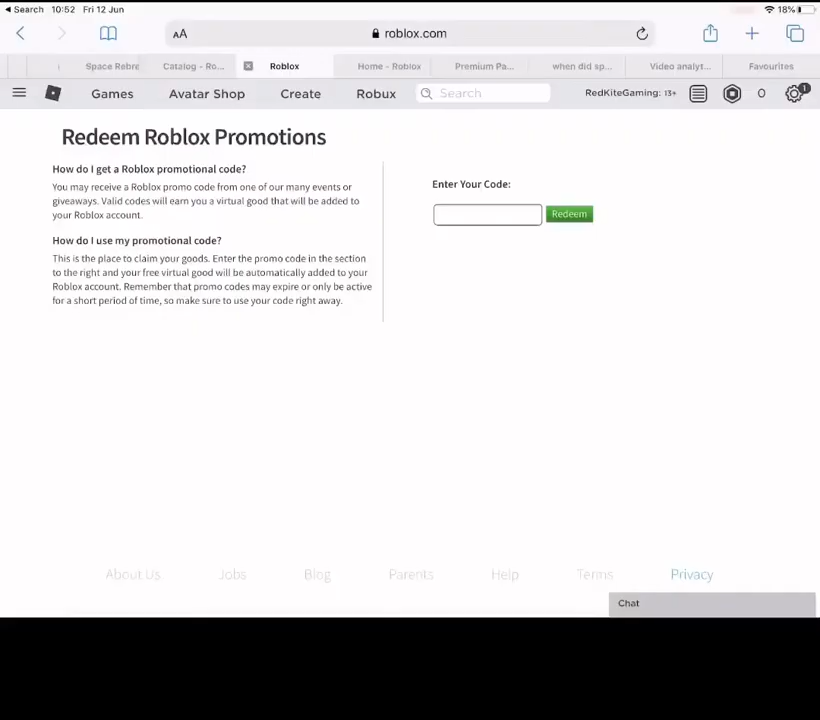 ◀ Search 10:52 Fri 12 Jun 18%
AA roblox.com
Space Rebre Catalog - Ro... Roblox Home - Roblox Premium Pa... when did sp... Video analyt... Favourites
Games Avatar Shop Create Robux Search RedKiteGaming: 13+ 0 1
Redeem Roblox Promotions
How do I get a Roblox promotional code?
You may receive a Roblox promo code from one of our many events or
giveaways. Valid codes will earn you a virtual good that will be added to
your Roblox account.
How do I use my promotional code?
This is the place to claim your goods. Enter the promo code in the section
to the right and your free virtual good will be automatically added to your
Roblox account. Remember that promo codes may expire or only be active
for a short period of time, so make sure to use your code right away.
Enter Your Code:
Redeem
About Us Jobs Blog Parents Help Terms Privacy
Chat